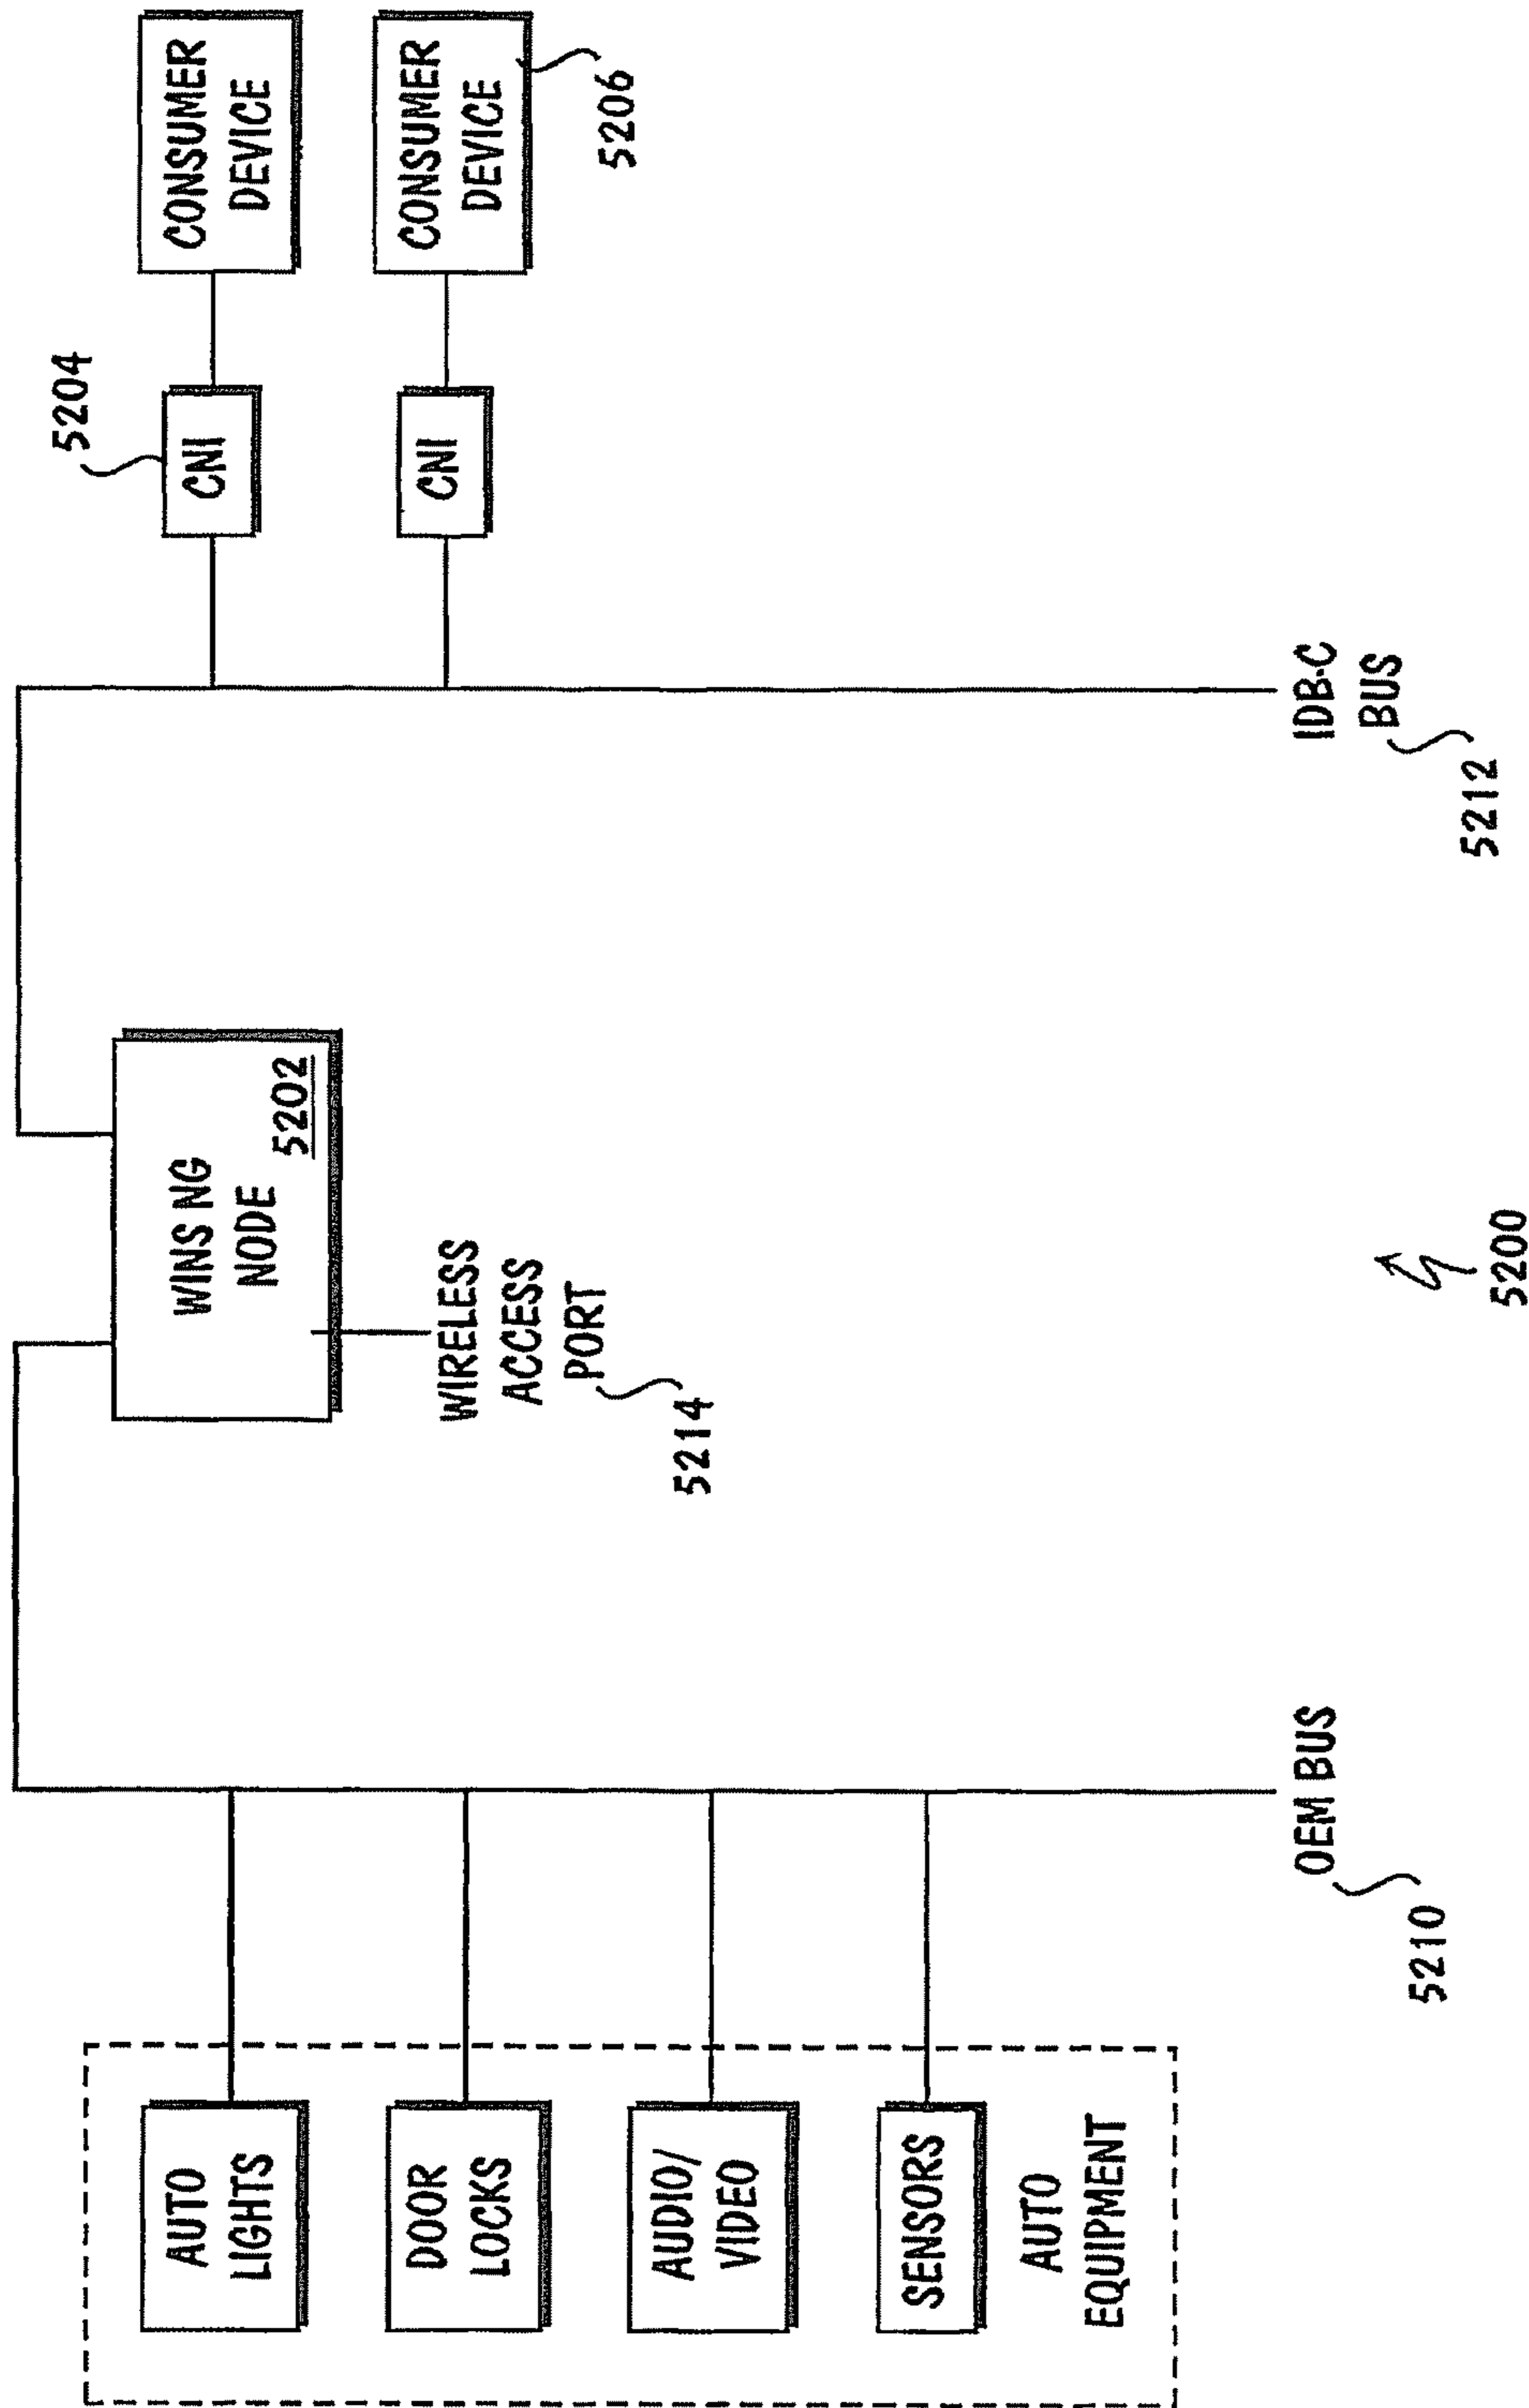 AUTO
LIGHTS
DOOR
LOCKS
AUDIO/
VIDEO
SENSORS
AUTO
EQUIPMENT
OEM BUS
5210
WINS NG
NODE
5202
WIRELESS
ACCESS
PORT
5214
5200
IDB-C
BUS
5212
5204
CNI
CNI
CONSUMER
DEVICE
CONSUMER
DEVICE
5206